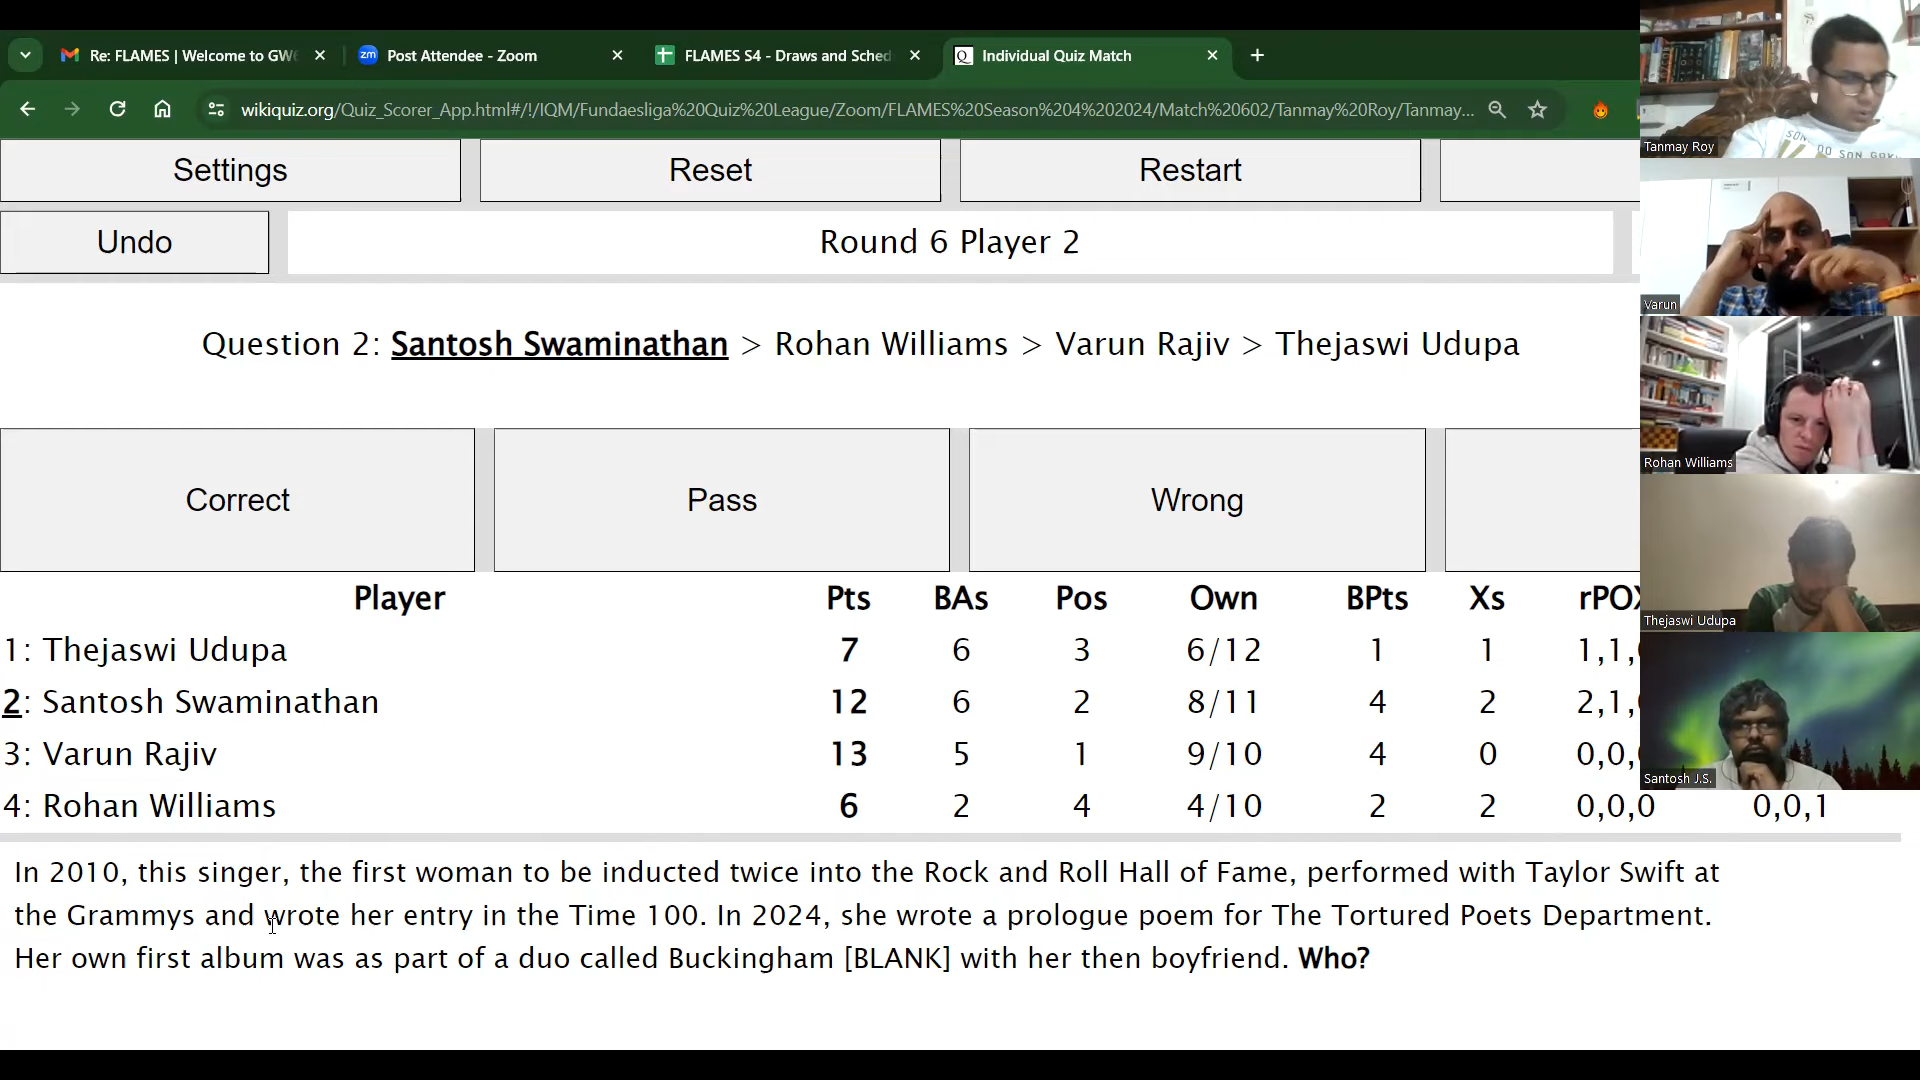 Re: FLAMES | Welcome to GW6
Post Attendee - Zoom
FLAMES S4 - Draws and Sched
Individual Quiz Match
wikiquiz.org/Quiz_Scorer_App.html#/!/IQM/Fundaesliga%20Quiz%20League/Zoom/FLAMES%20Season%204%202024/Match%20602/Tanmay%20Roy/Tanmay...
Settings
Reset
Restart
Undo
Round 6 Player 2
Question 2: Santosh Swaminathan > Rohan Williams > Varun Rajiv > Thejaswi Udupa
Correct
Pass
Wrong
Player Pts BAs Pos Own BPts Xs rPOX
1: Thejaswi Udupa 7 6 3 6/12 1 1 1,1,
2: Santosh Swaminathan 12 6 2 8/11 4 2 2,1,
3: Varun Rajiv 13 5 1 9/10 4 0 0,0,
4: Rohan Williams 6 2 4 4/10 2 2 0,0,0 0,0,1
In 2010, this singer, the first woman to be inducted twice into the Rock and Roll Hall of Fame, performed with Taylor Swift at
the Grammys and wrote her entry in the Time 100. In 2024, she wrote a prologue poem for The Tortured Poets Department.
Her own first album was as part of a duo called Buckingham [BLANK] with her then boyfriend. Who?
Tanmay Roy
Varun
Rohan Williams
Thejaswi Udupa
Santosh J.S.